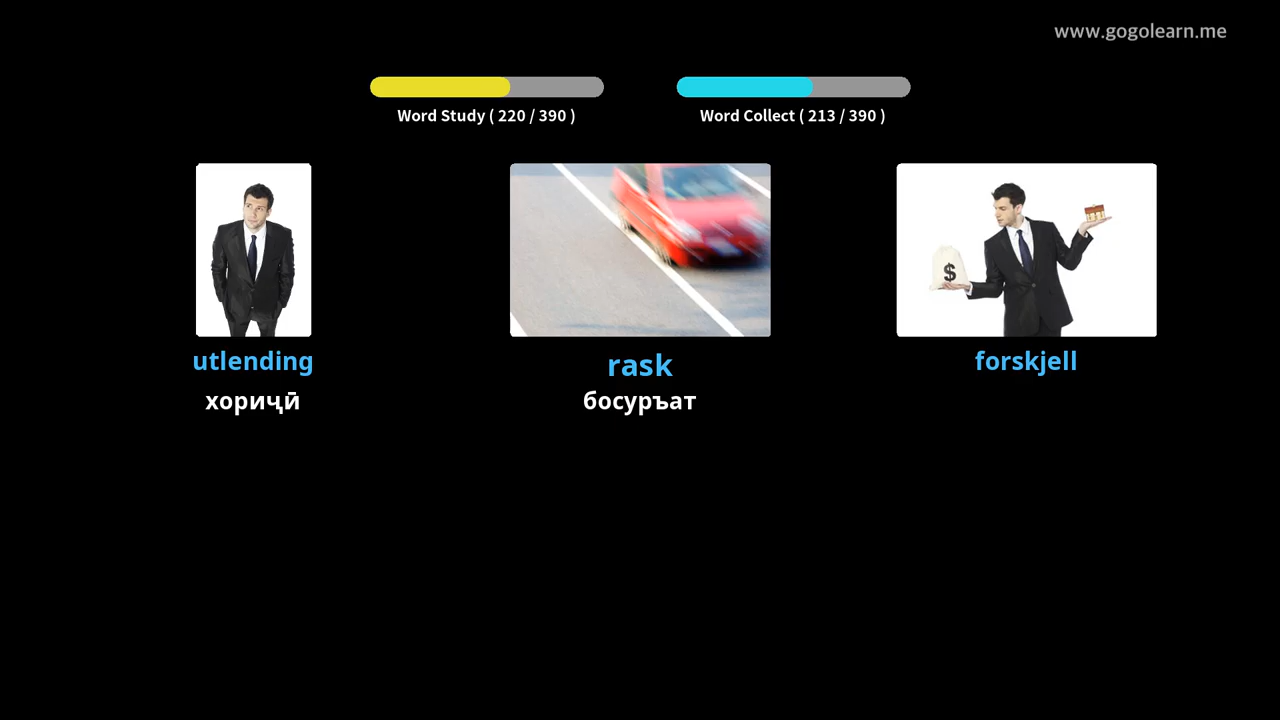 www.gogolearn.me
Word Study ( 220 / 390 )
Word Collect ( 213 / 390 )
$
utlending
rask
forskjell
хориҷӣ
босуръат